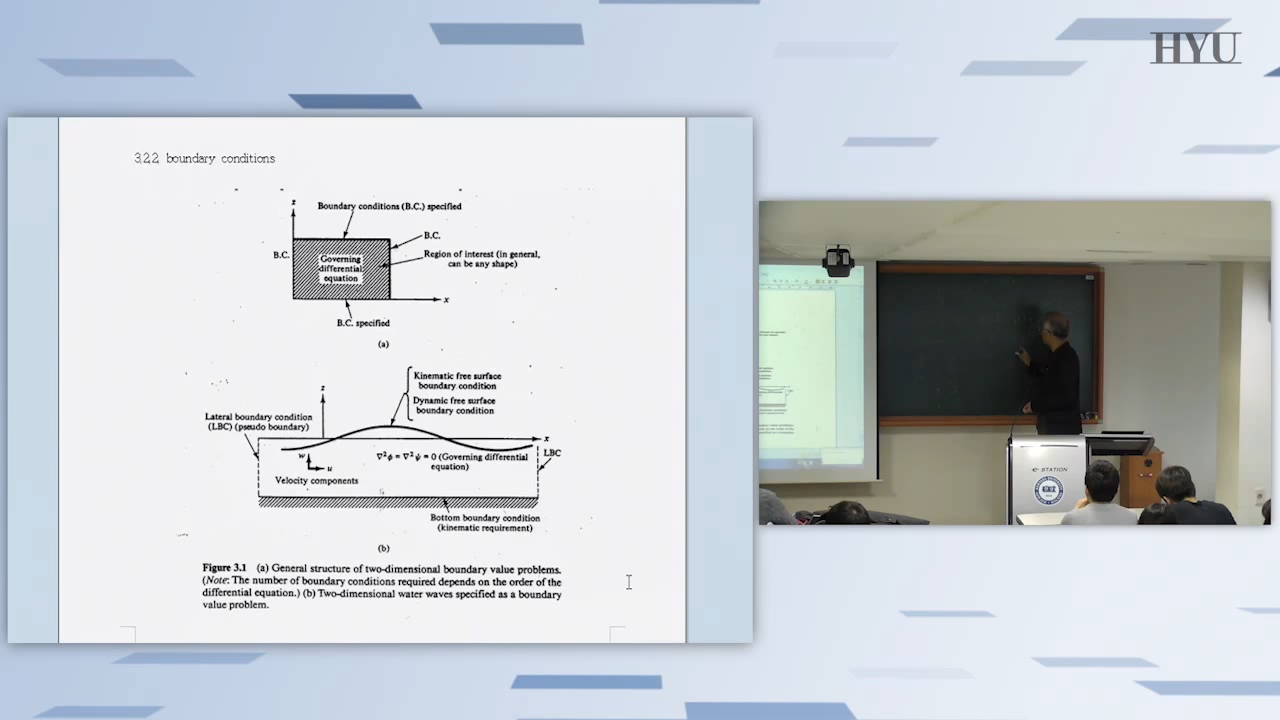 HYU
3.2.2 boundary conditions
z
Boundary conditions (B.C.) specified
B.C.
B.C.
Region of interest (in general,
can be any shape)
Governing
differential
equation
x
B.C. specified
(a)
Kinematic free surface
boundary condition
Dynamic free surface
boundary condition
z
Lateral boundary condition
(LBC) (pseudo boundary)
x
LBC
w
u
∇²φ = ∇²ψ = 0 (Governing differential
equation)
Velocity components
Bottom boundary condition
(kinematic requirement)
(b)
Figure 3.1 (a) General structure of two-dimensional boundary value problems.
(Note: The number of boundary conditions required depends on the order of the
differential equation.) (b) Two-dimensional water waves specified as a boundary
value problem.
e-STATION